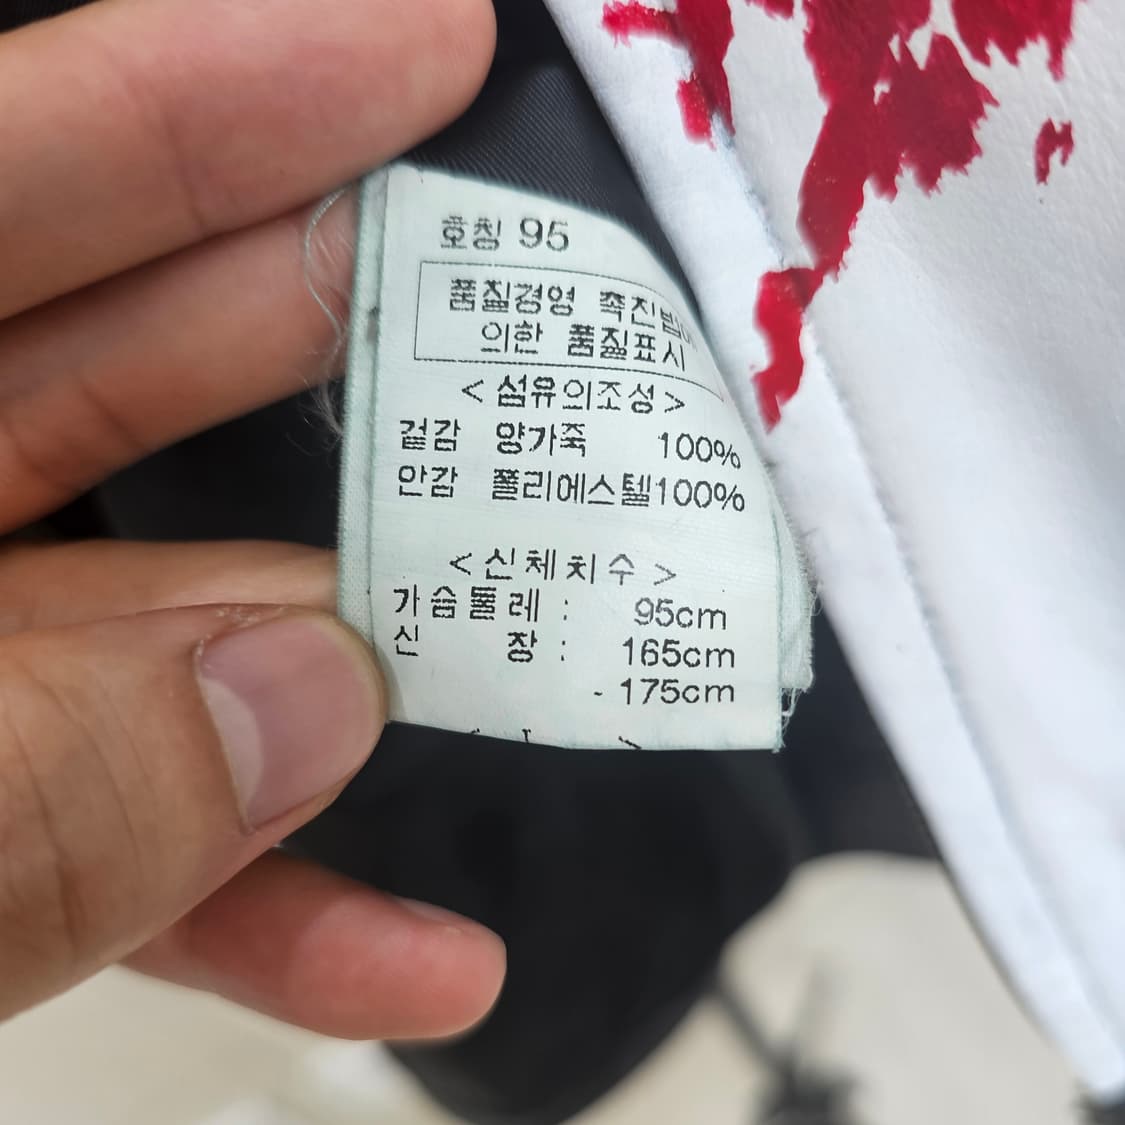 호칭 95
품질경영 촉진법에
의한 품질표시
<섬유의조성>
겉감 양가죽 100%
안감 폴리에스텔100%
<신체치수>
가슴둘레 : 95cm
신 장 : 165cm
- 175cm